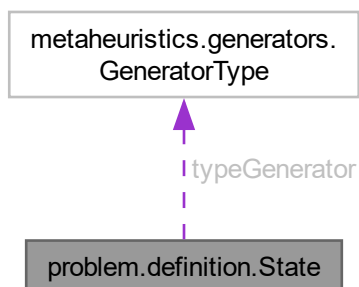 metaheuristics.generators.
GeneratorType
typeGenerator
problem.definition.State